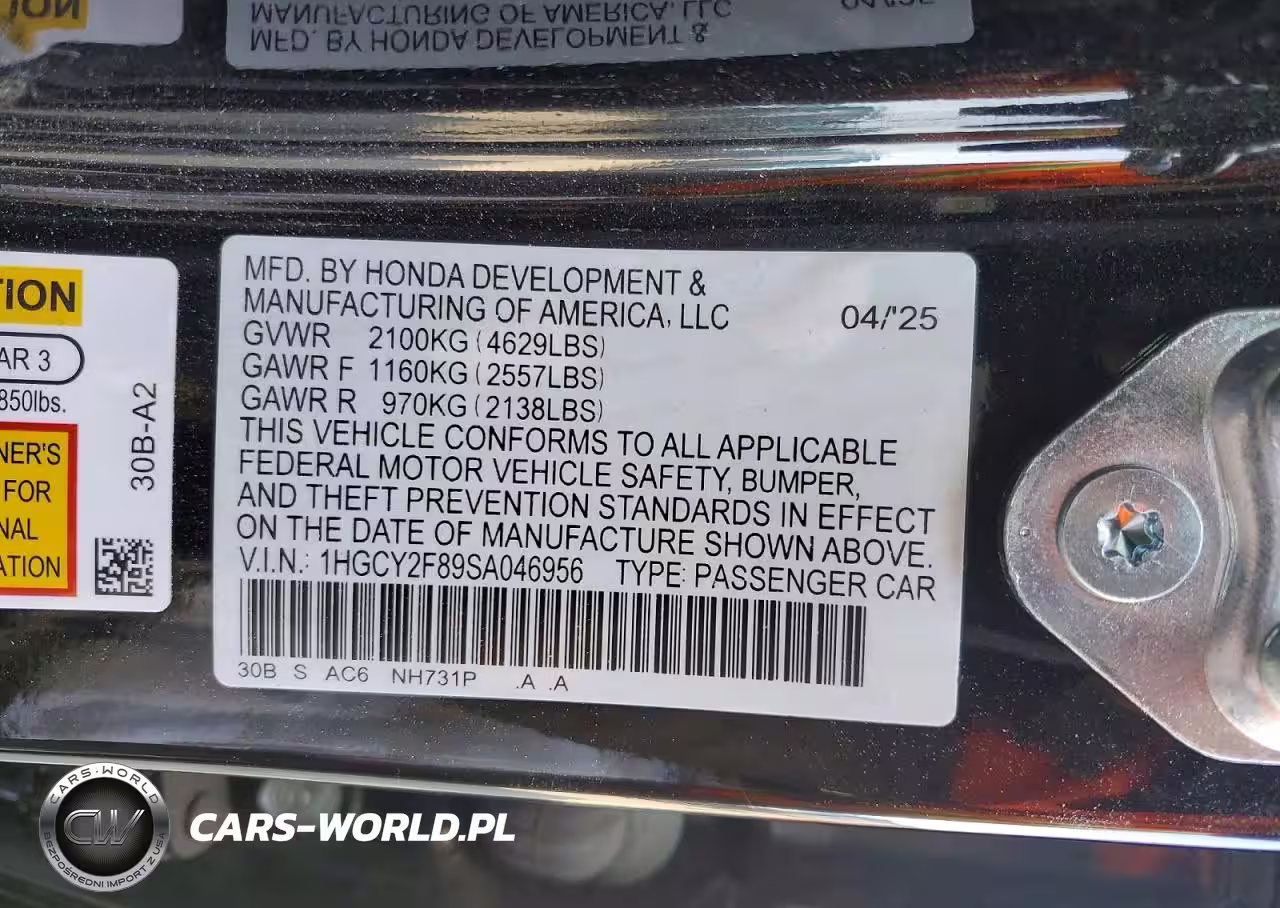 MANUFACTURING OF AMERICA, LLC
MFD. BY HONDA DEVELOPMENT &
MFD. BY HONDA DEVELOPMENT &
MANUFACTURING OF AMERICA, LLC 04/'25
GVWR 2100KG (4629LBS)
GAWR F 1160KG (2557LBS)
GAWR R 970KG (2138LBS)
THIS VEHICLE CONFORMS TO ALL APPLICABLE
FEDERAL MOTOR VEHICLE SAFETY, BUMPER,
AND THEFT PREVENTION STANDARDS IN EFFECT
ON THE DATE OF MANUFACTURE SHOWN ABOVE.
V.I.N.: 1HGCY2F89SA046956 TYPE: PASSENGER CAR
30B S AC6 NH731P .A .A
TION
AR 3
850lbs.
NER'S
FOR
NAL
ATION
30B-A2
CARS-WORLD
CW
BEZPOŚREDNI IMPORT Z USA
CARS-WORLD.PL